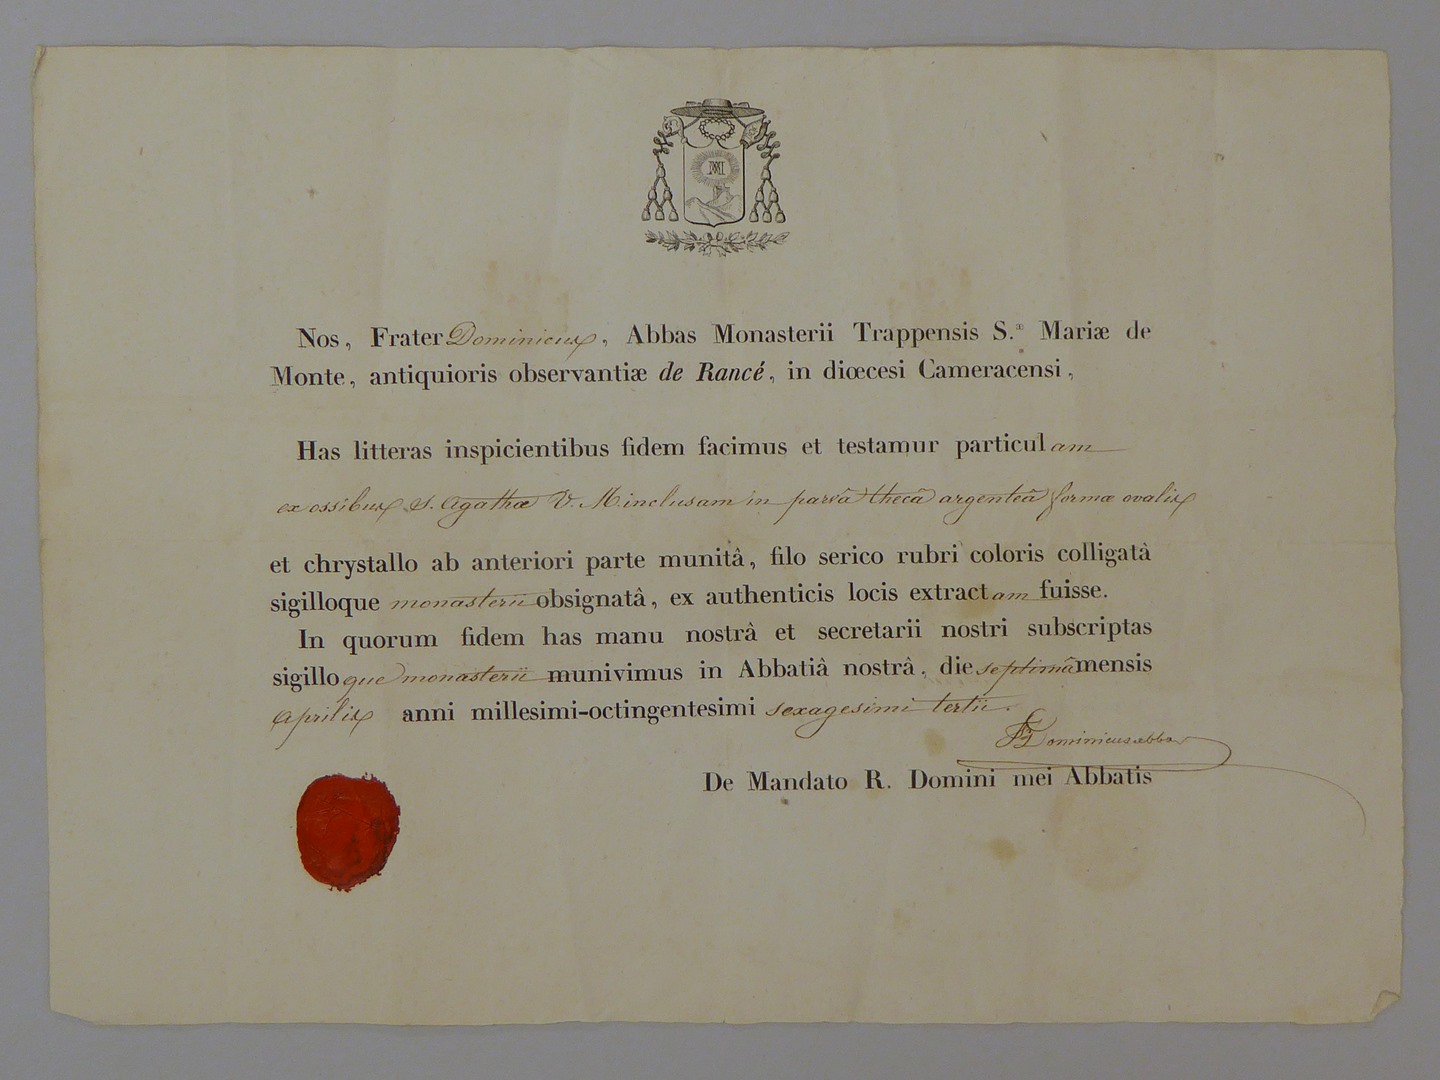 Nos, Frater Dominicus, Abbas Monasterii Trappensis S.æ Mariæ de
Monte, antiquioris observantiæ de Rancé, in diœcesi Cameracensi,
Has litteras inspicientibus fidem facimus et testamur particulam
ex ossibus S. Agathæ V. M. inclusam in parvâ thecâ argenteâ formæ ovalis
et chrystallo ab anteriori parte munitâ, filo serico rubri coloris colligatâ
sigilloque monasterii obsignatâ, ex authenticis locis extractam fuisse.
In quorum fidem has manu nostrâ et secretarii nostri subscriptas
sigilloque monasterii munivimus in Abbatiâ nostrâ, die septimâ mensis
Aprilis anni millesimi-octingentesimi sexagesimi tertii.
F Dominicus abbas
De Mandato R. Domini mei Abbatis